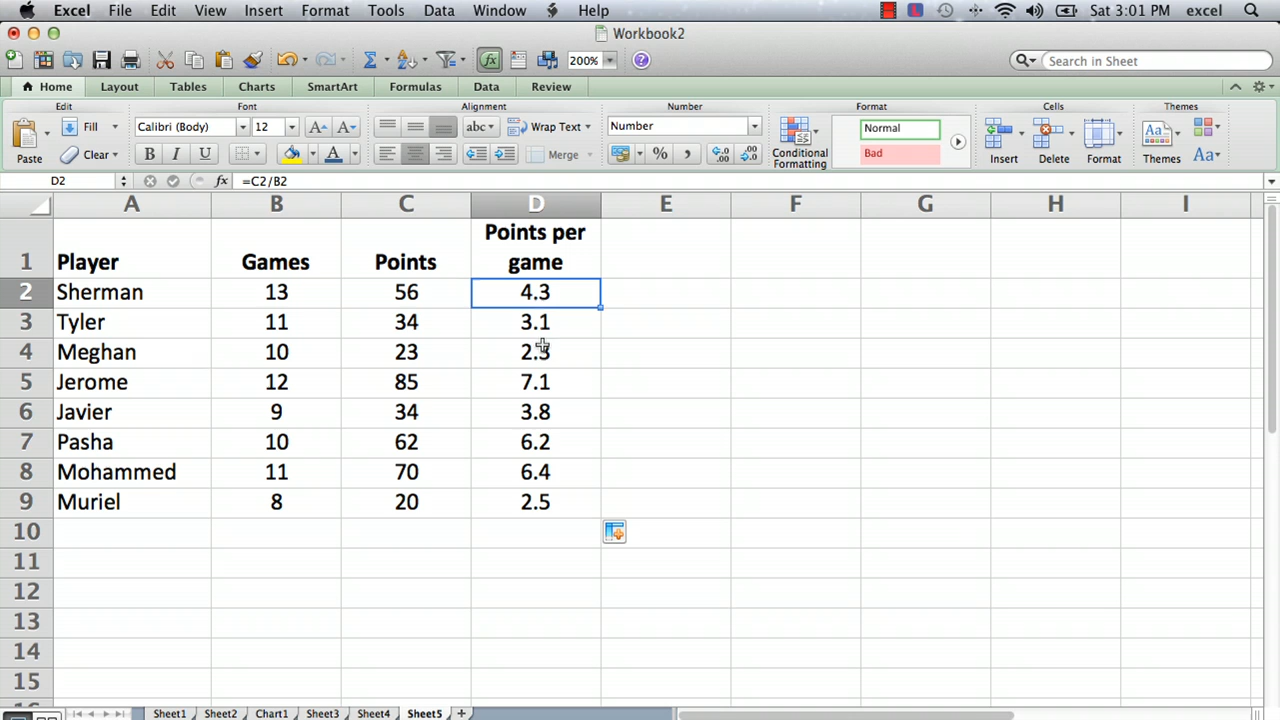 Excel File Edit View Insert Format Tools Data Window Help Sat 3:01 PM excel
Workbook2
200% Search in Sheet
Home Layout Tables Charts SmartArt Formulas Data Review
Edit Font Alignment Number Format Cells Themes
Fill Calibri (Body) 12 A A abc Wrap Text Number Normal
Paste Clear B I U A Merge % Conditional Formatting Bad Insert Delete Format Themes Aa
D2 fx =C2/B2
A B C D E F G H I
1 Player Games Points Points per game
2 Sherman 13 56 4.3
3 Tyler 11 34 3.1
4 Meghan 10 23 2.3
5 Jerome 12 85 7.1
6 Javier 9 34 3.8
7 Pasha 10 62 6.2
8 Mohammed 11 70 6.4
9 Muriel 8 20 2.5
10
11
12
13
14
15
Sheet1 Sheet2 Chart1 Sheet3 Sheet4 Sheet5